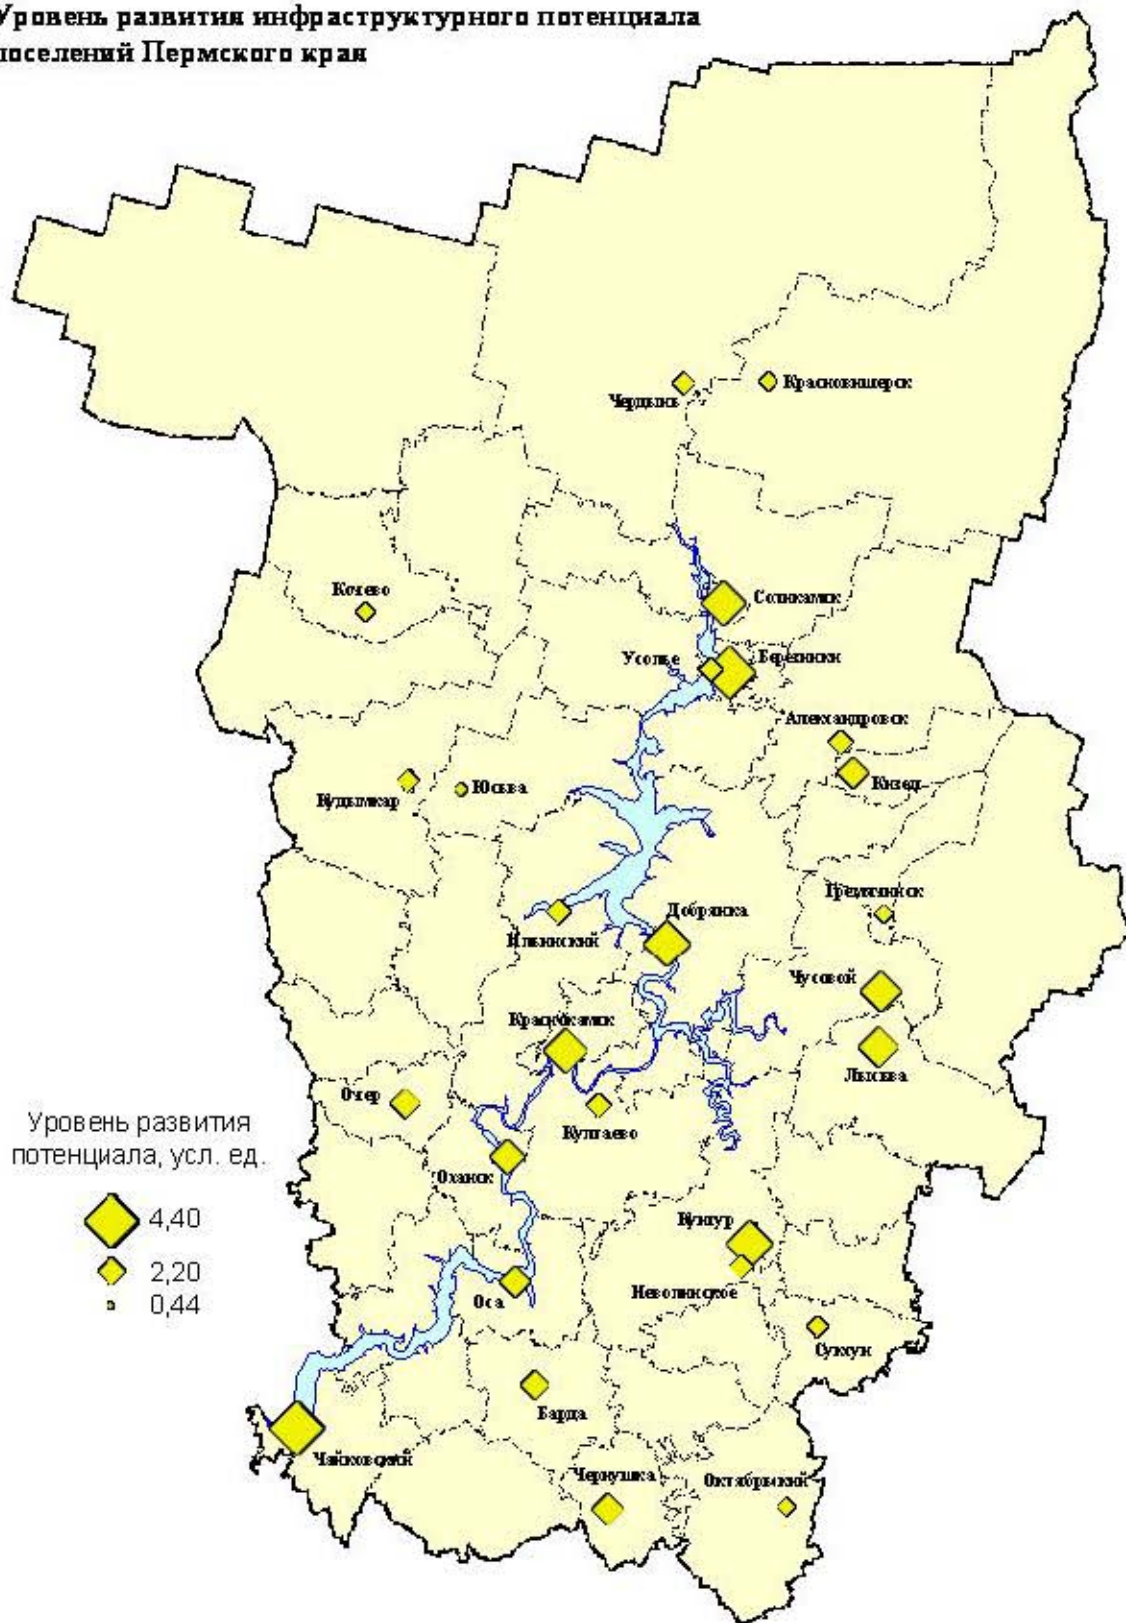 Уровень развития инфраструктурного потенциала
поселений Пермского края
Чердынь
Красновишерск
Кочево
Соликамск
Усолье
Березники
Александровск
Кизел
Кудымкар
Юсьва
Гремячинск
Ильинский
Добрянка
Чусовой
Краснокамск
Лысьва
Очер
Култаево
Оханск
Кунгур
Неволинское
Оса
Суксун
Барда
Чайковский
Чернушка
Октябрьский
Уровень развития
потенциала, усл. ед.
4,40
2,20
0,44